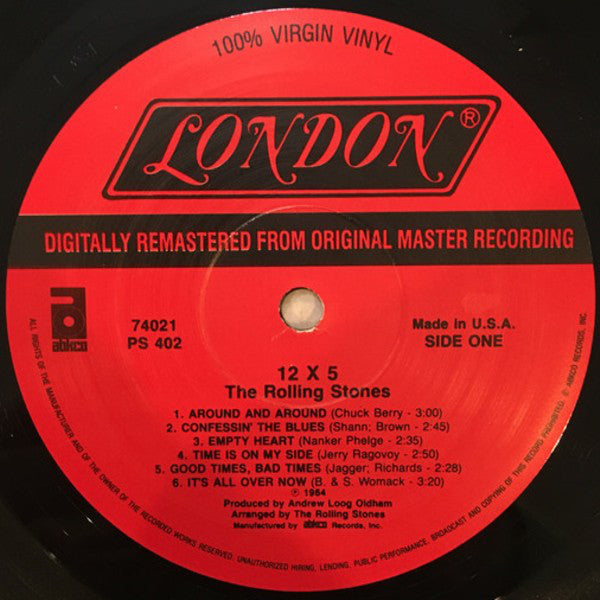 100% VIRGIN VINYL
LONDON®
DIGITALLY REMASTERED FROM ORIGINAL MASTER RECORDING
abkco
74021
PS 402
Made in U.S.A.
SIDE ONE
12 X 5
The Rolling Stones
1. AROUND AND AROUND (Chuck Berry - 3:00)
2. CONFESSIN' THE BLUES (Shann; Brown - 2:45)
3. EMPTY HEART (Nanker Phelge - 2:35)
4. TIME IS ON MY SIDE (Jerry Ragovoy - 2:50)
5. GOOD TIMES, BAD TIMES (Jagger; Richards - 2:28)
6. IT'S ALL OVER NOW (B. & S. Womack - 3:20)
℗ 1964
Produced by Andrew Loog Oldham
Arranged by The Rolling Stones
Manufactured by abkco Records, Inc.
ALL RIGHTS OF THE MANUFACTURER AND OF THE OWNER OF THE RECORDED WORKS RESERVED. UNAUTHORIZED HIRING, LENDING, PUBLIC PERFORMANCE, BROADCAST AND COPYING OF THIS RECORD PROHIBITED. ABKCO RECORDS, INC.